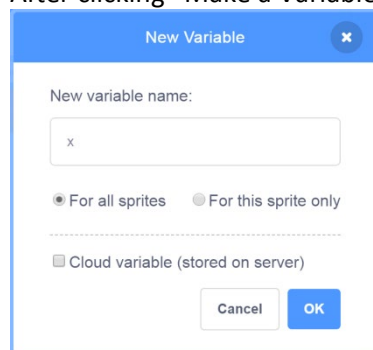 After clicking "Make a Variable
New Variable
New variable name:
x
For all sprites For this sprite only
Cloud variable (stored on server)
Cancel OK